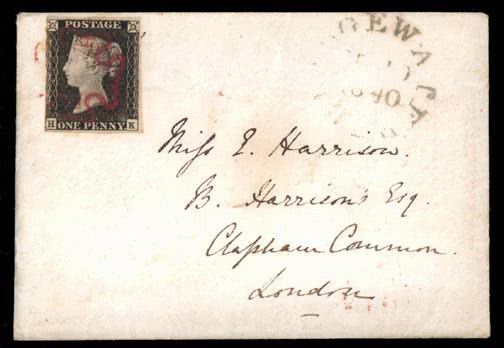 POSTAGE
ONE PENNY
H K
Miss E. Harrison.
B. Harrison's Esq.
Clapham Common.
London